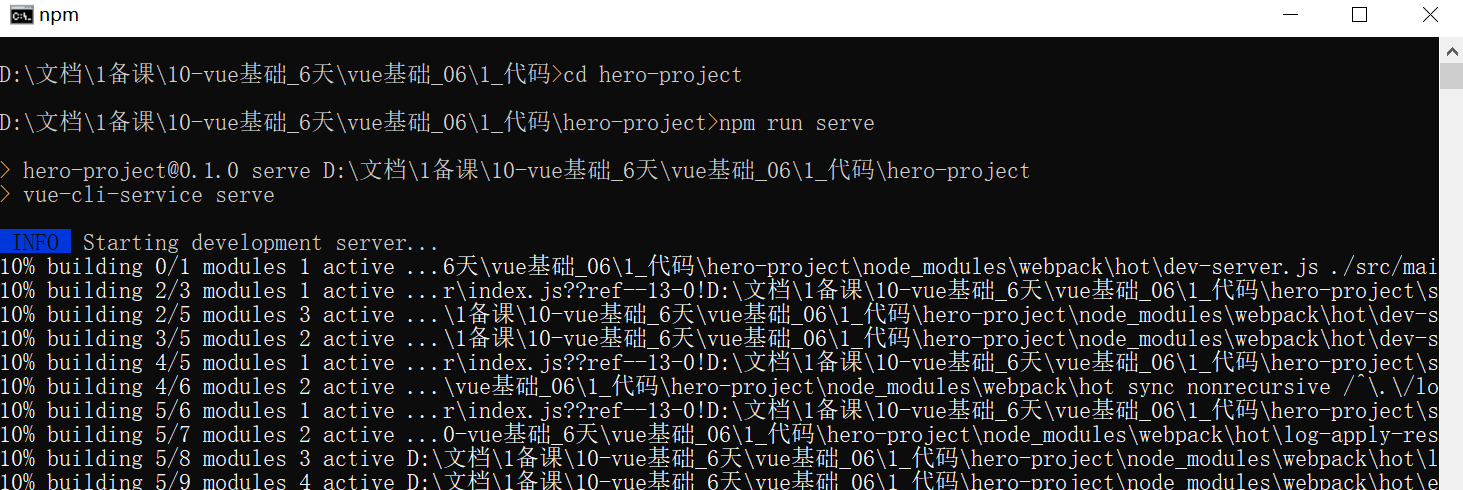 npm
D:\文档\1备课\10-vue基础_6天\vue基础_06\1_代码>cd hero-project
D:\文档\1备课\10-vue基础_6天\vue基础_06\1_代码\hero-project>npm run serve
> hero-project@0.1.0 serve D:\文档\1备课\10-vue基础_6天\vue基础_06\1_代码\hero-project
> vue-cli-service serve
INFO Starting development server...
10% building 0/1 modules 1 active ...6天\vue基础_06\1_代码\hero-project\node_modules\webpack\hot\dev-server.js ./src/mai
10% building 2/3 modules 1 active ...r\index.js??ref--13-0!D:\文档\1备课\10-vue基础_6天\vue基础_06\1_代码\hero-project\s
10% building 2/5 modules 3 active ...\1备课\10-vue基础_6天\vue基础_06\1_代码\hero-project\node_modules\webpack\hot\dev-s
10% building 3/5 modules 2 active ...\1备课\10-vue基础_6天\vue基础_06\1_代码\hero-project\node_modules\webpack\hot\dev-s
10% building 4/5 modules 1 active ...r\index.js??ref--13-0!D:\文档\1备课\10-vue基础_6天\vue基础_06\1_代码\hero-project\s
10% building 4/6 modules 2 active ...\vue基础_06\1_代码\hero-project\node_modules\webpack\hot sync nonrecursive /^\.\/lo
10% building 5/6 modules 1 active ...r\index.js??ref--13-0!D:\文档\1备课\10-vue基础_6天\vue基础_06\1_代码\hero-project\s
10% building 5/7 modules 2 active ...0-vue基础_6天\vue基础_06\1_代码\hero-project\node_modules\webpack\hot\log-apply-res
10% building 5/8 modules 3 active D:\文档\1备课\10-vue基础_6天\vue基础_06\1_代码\hero-project\node_modules\webpack\hot\l
10% building 5/9 modules 4 active D:\文档\1备课\10-vue基础_6天\vue基础_06\1_代码\hero-project\node_modules\webpack\hot\e